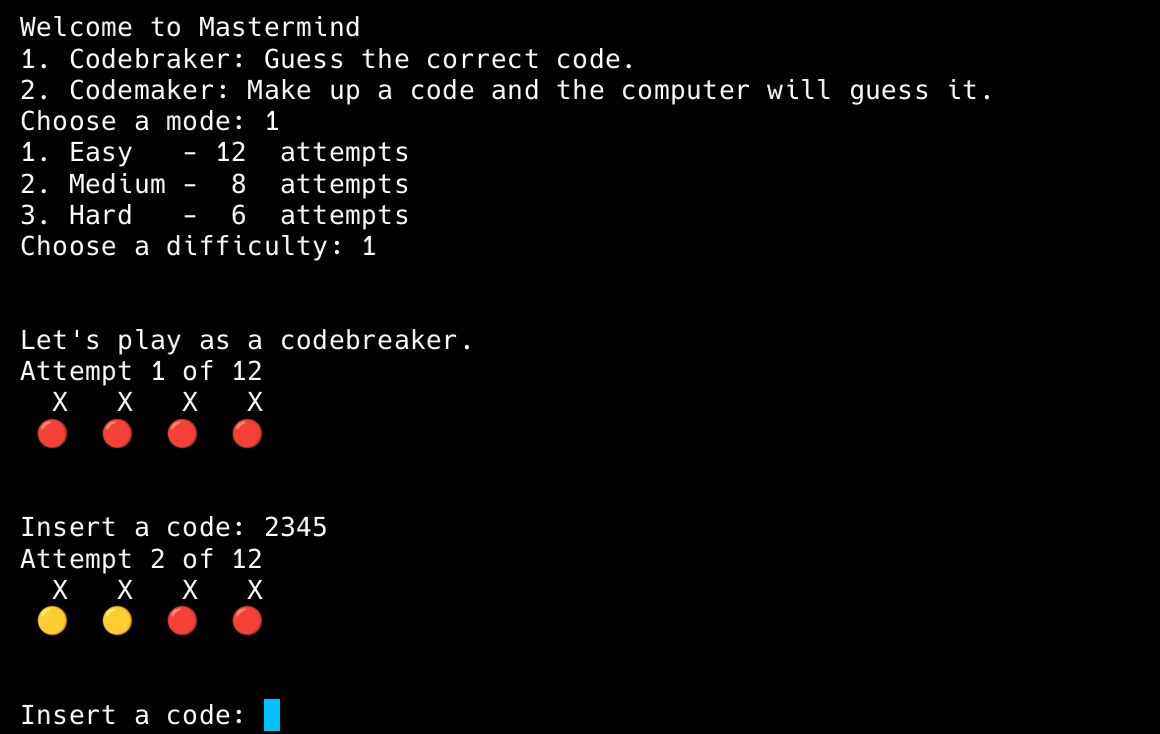 Welcome to Mastermind
1. Codebraker: Guess the correct code.
2. Codemaker: Make up a code and the computer will guess it.
Choose a mode: 1
1. Easy   - 12  attempts
2. Medium -  8  attempts
3. Hard   -  6  attempts
Choose a difficulty: 1
Let's play as a codebreaker.
Attempt 1 of 12
X   X   X   X
Insert a code: 2345
Attempt 2 of 12
X   X   X   X
Insert a code: